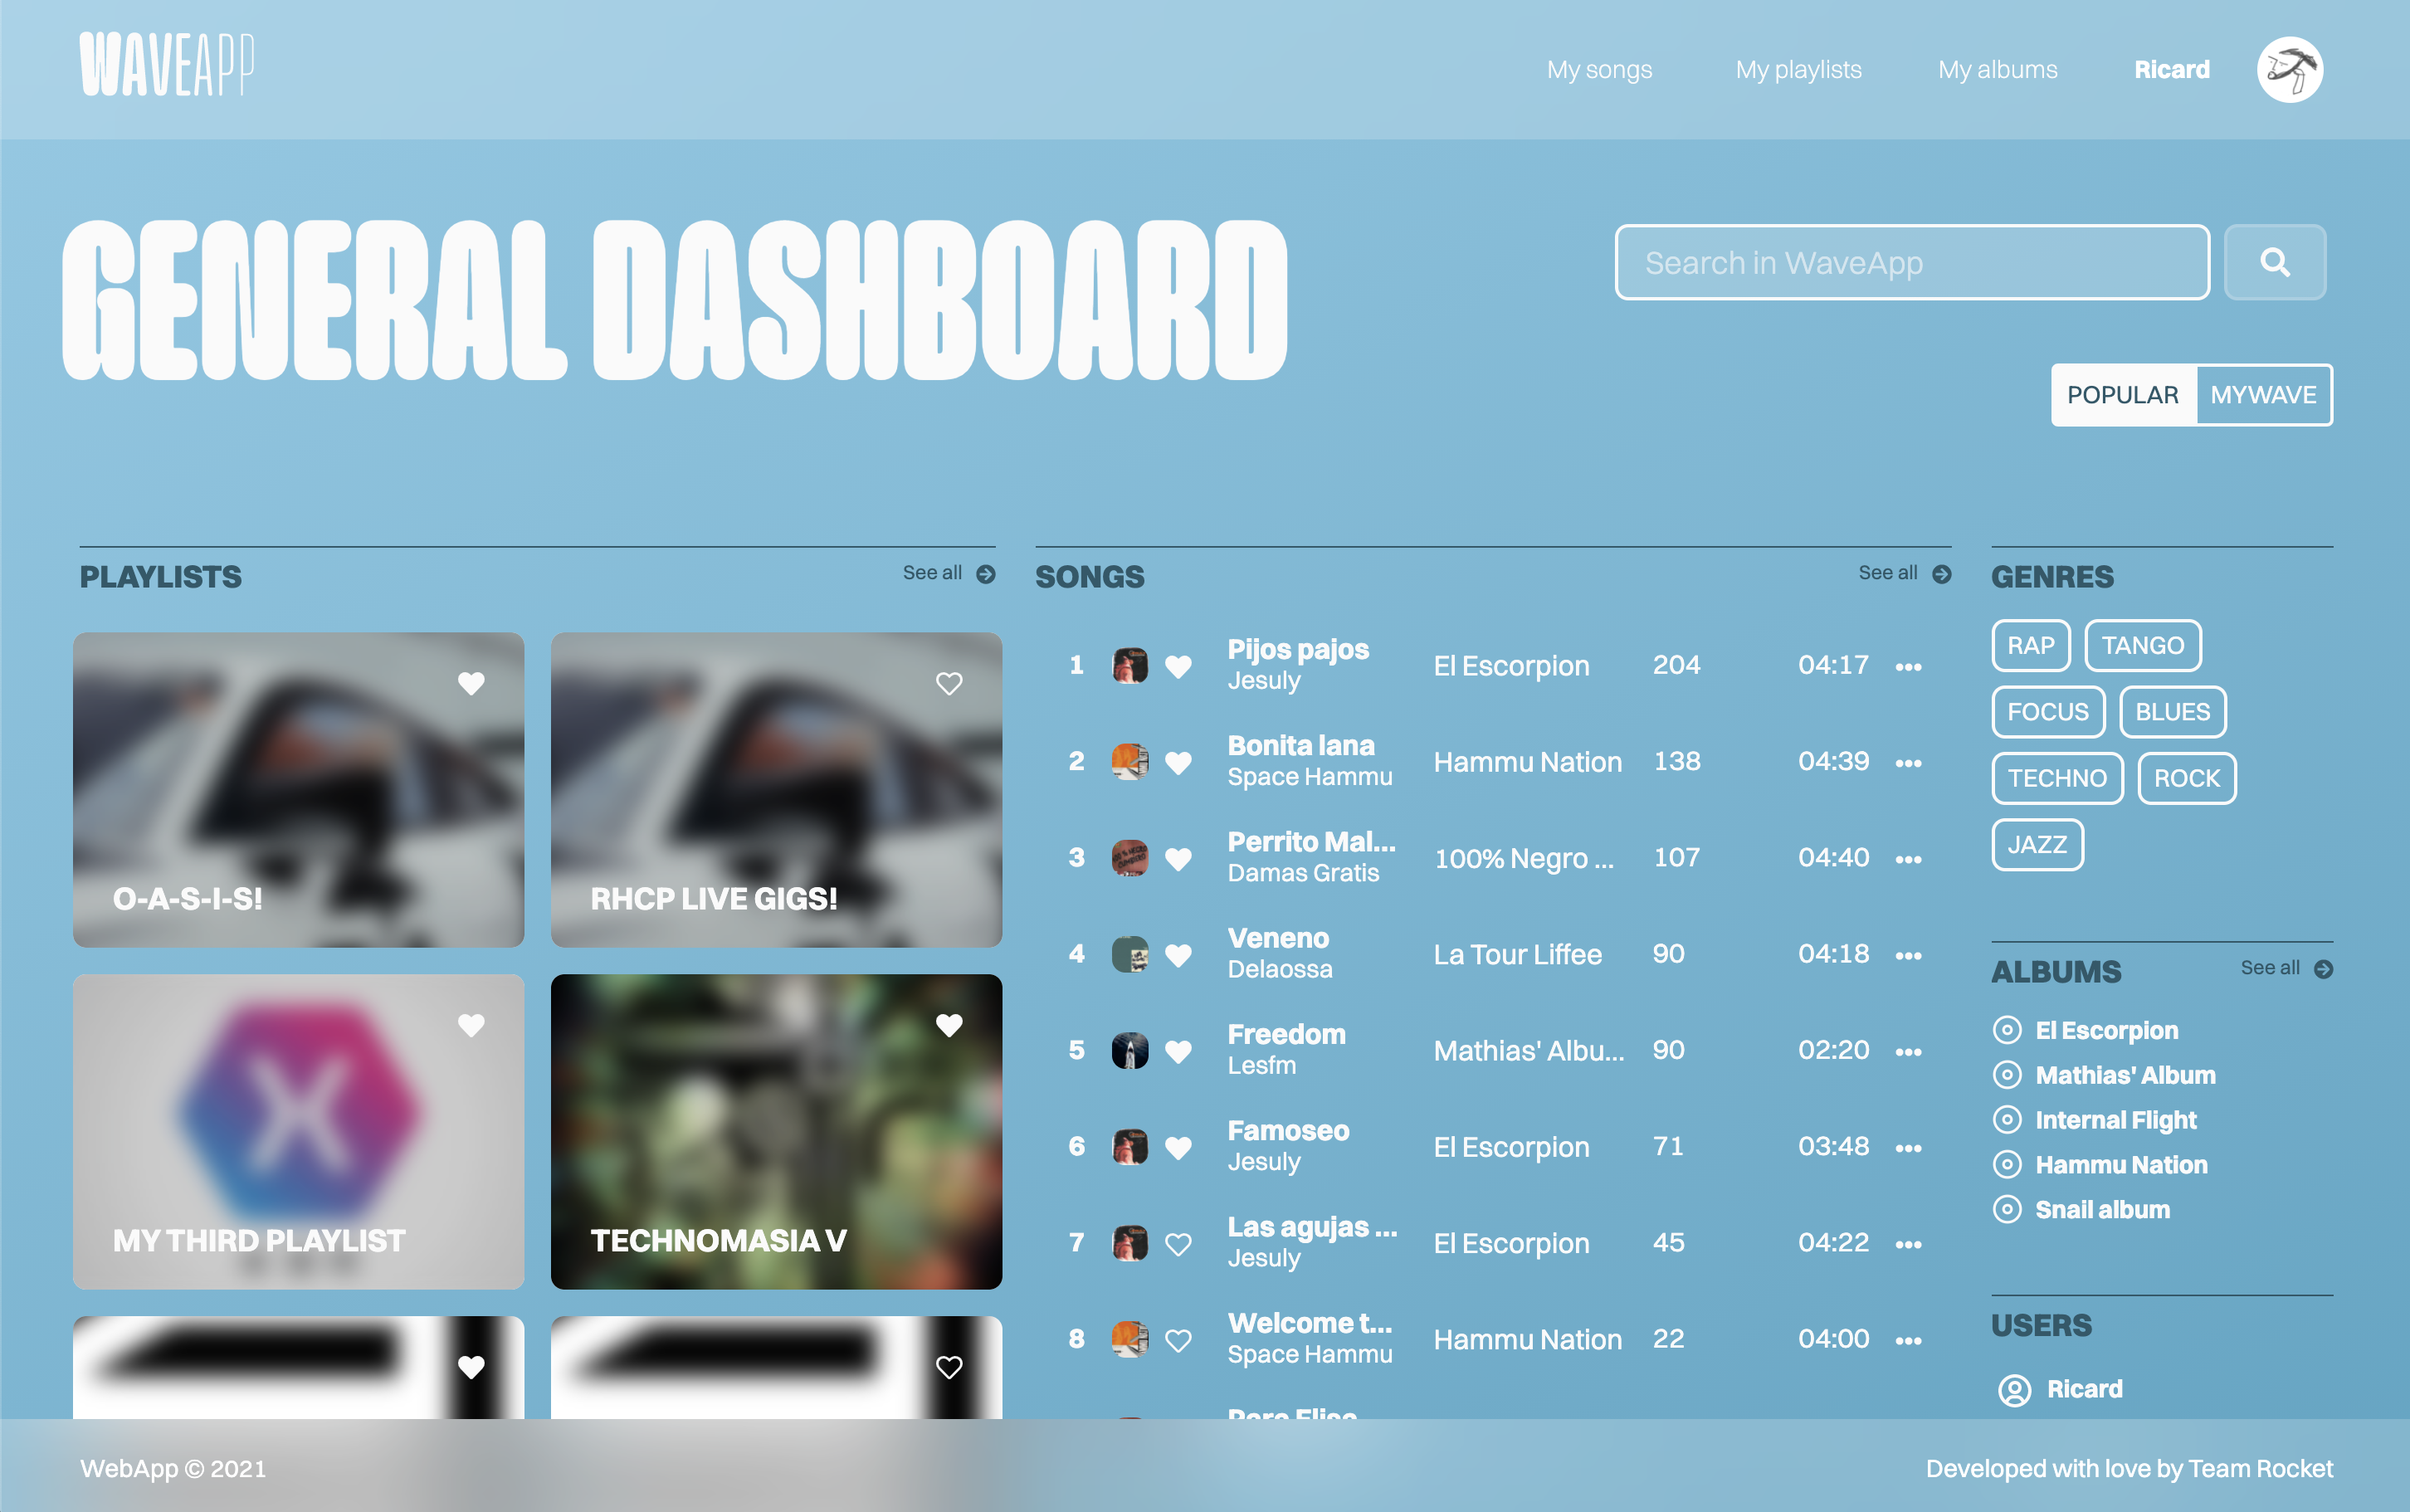 WAVEAPP
My songs
My playlists
My albums
Ricard
GENERAL DASHBOARD
Search in WaveApp
POPULAR
MYWAVE
PLAYLISTS
See all
O-A-S-I-S!
RHCP LIVE GIGS!
MY THIRD PLAYLIST
TECHNOMASIA V
SONGS
See all
1 Pijos pajos El Escorpion 204 04:17
Jesuly
2 Bonita lana Hammu Nation 138 04:39
Space Hammu
3 Perrito Mal... 100% Negro ... 107 04:40
Damas Gratis
4 Veneno La Tour Liffee 90 04:18
Delaossa
5 Freedom Mathias' Albu... 90 02:20
Lesfm
6 Famoseo El Escorpion 71 03:48
Jesuly
7 Las agujas ... El Escorpion 45 04:22
Jesuly
8 Welcome t... Hammu Nation 22 04:00
Space Hammu
GENRES
RAP
TANGO
FOCUS
BLUES
TECHNO
ROCK
JAZZ
ALBUMS
See all
El Escorpion
Mathias' Album
Internal Flight
Hammu Nation
Snail album
USERS
Ricard
WebApp © 2021
Developed with love by Team Rocket